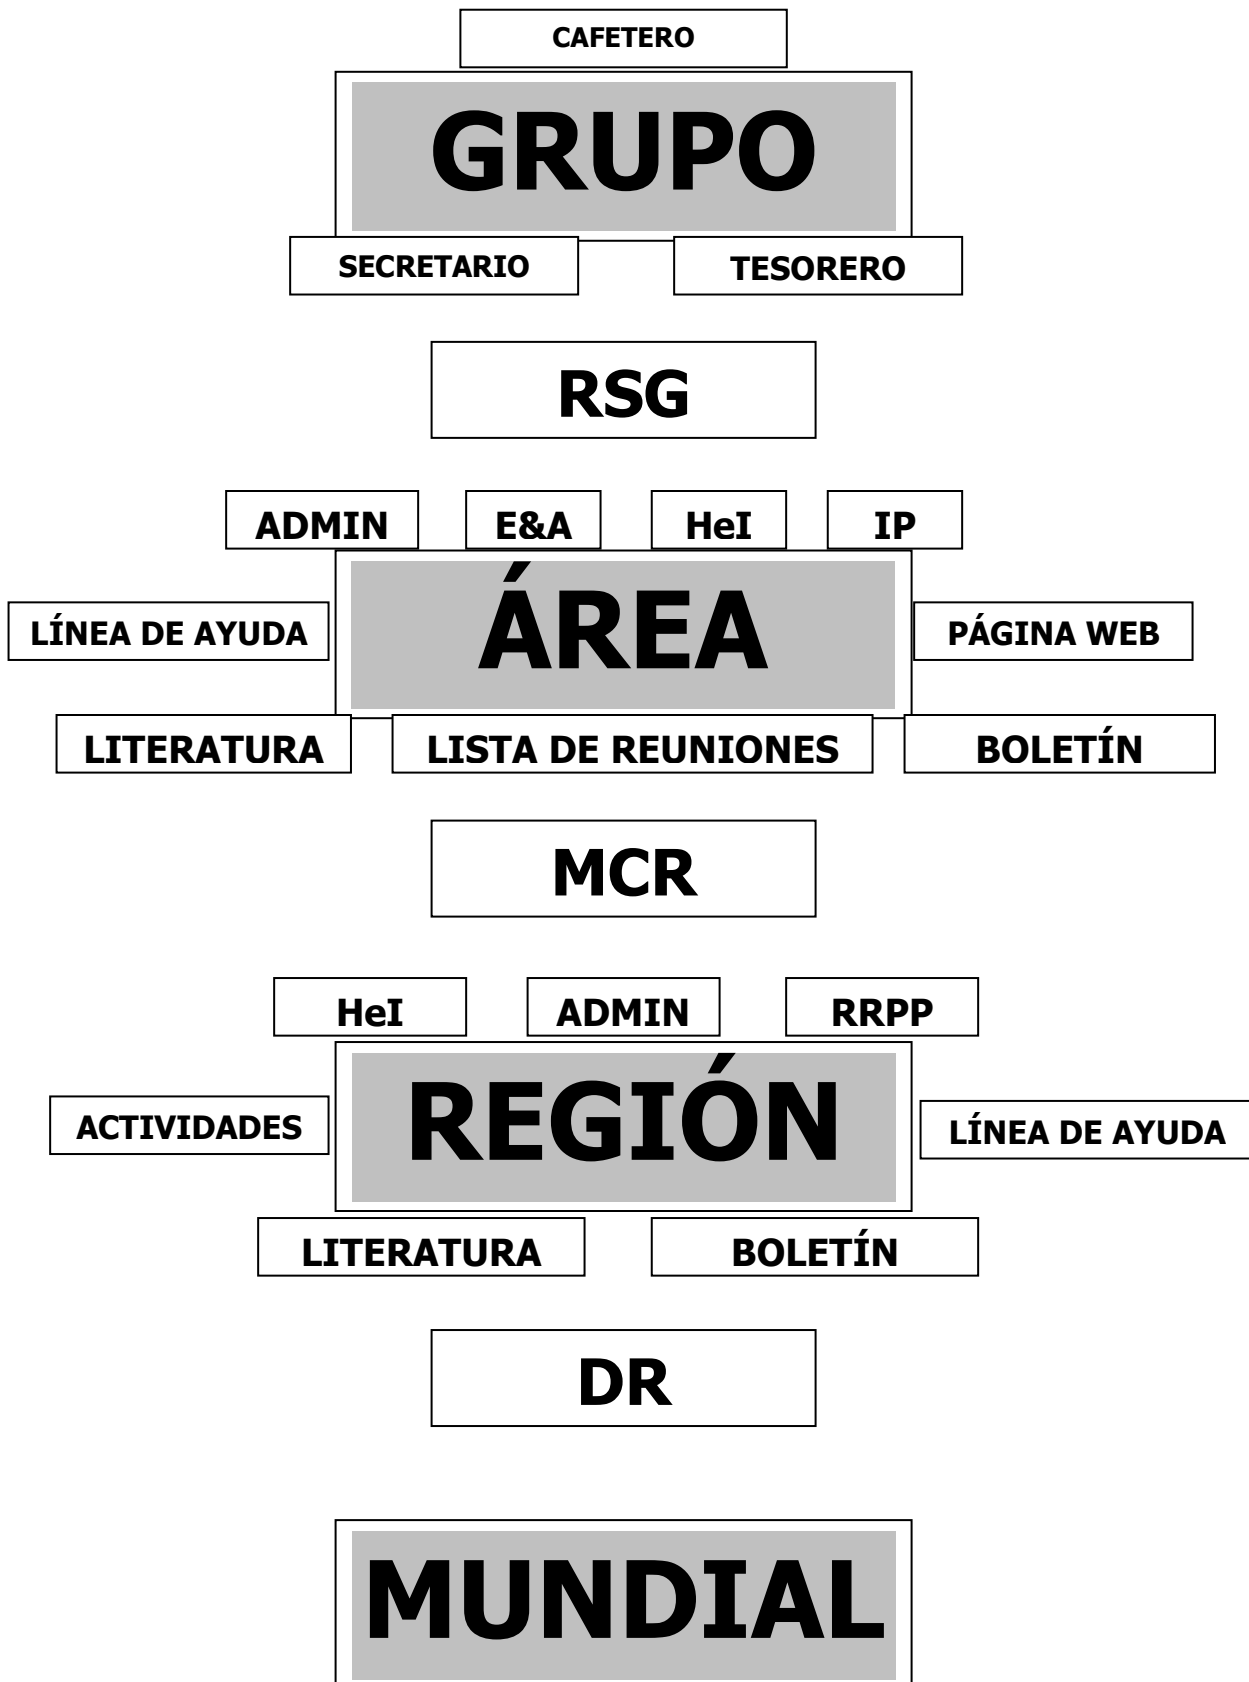 CAFETERO
GRUPO
SECRETARIO
TESORERO
RSG
ADMIN
E&A
HeI
IP
ÁREA
LÍNEA DE AYUDA
PÁGINA WEB
LITERATURA
LISTA DE REUNIONES
BOLETÍN
MCR
HeI
ADMIN
RRPP
REGIÓN
ACTIVIDADES
LÍNEA DE AYUDA
LITERATURA
BOLETÍN
DR
MUNDIAL